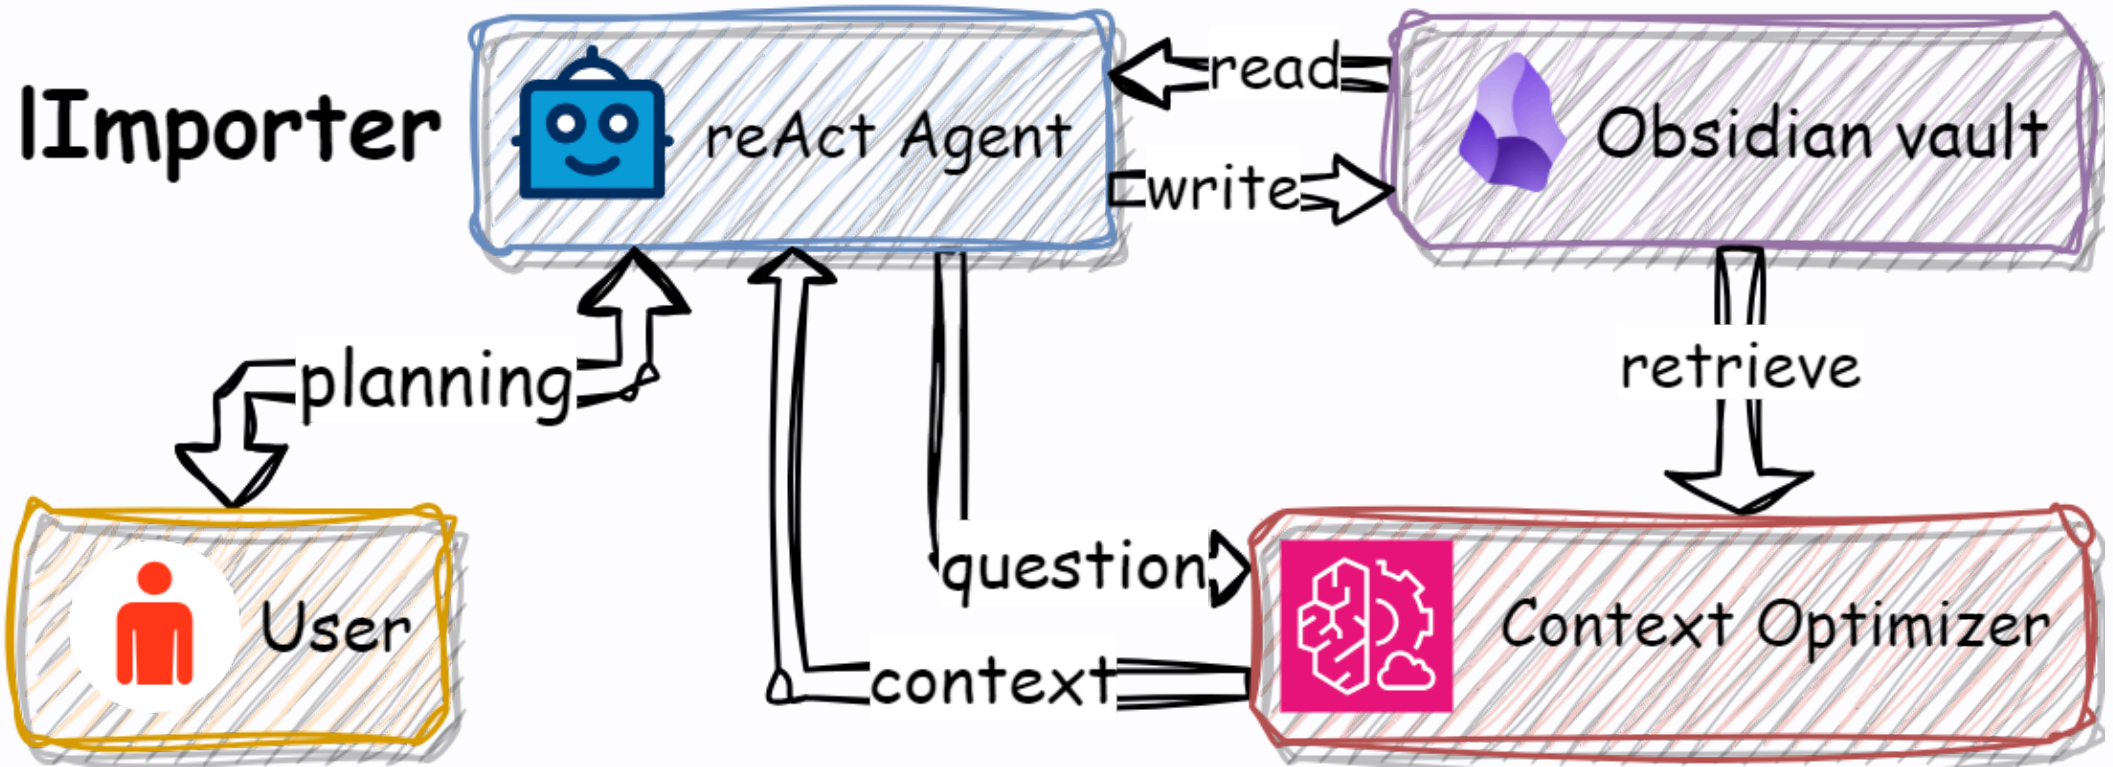 lImporter
reAct Agent
read
write
Obsidian vault
planning
retrieve
question
context
User
Context Optimizer